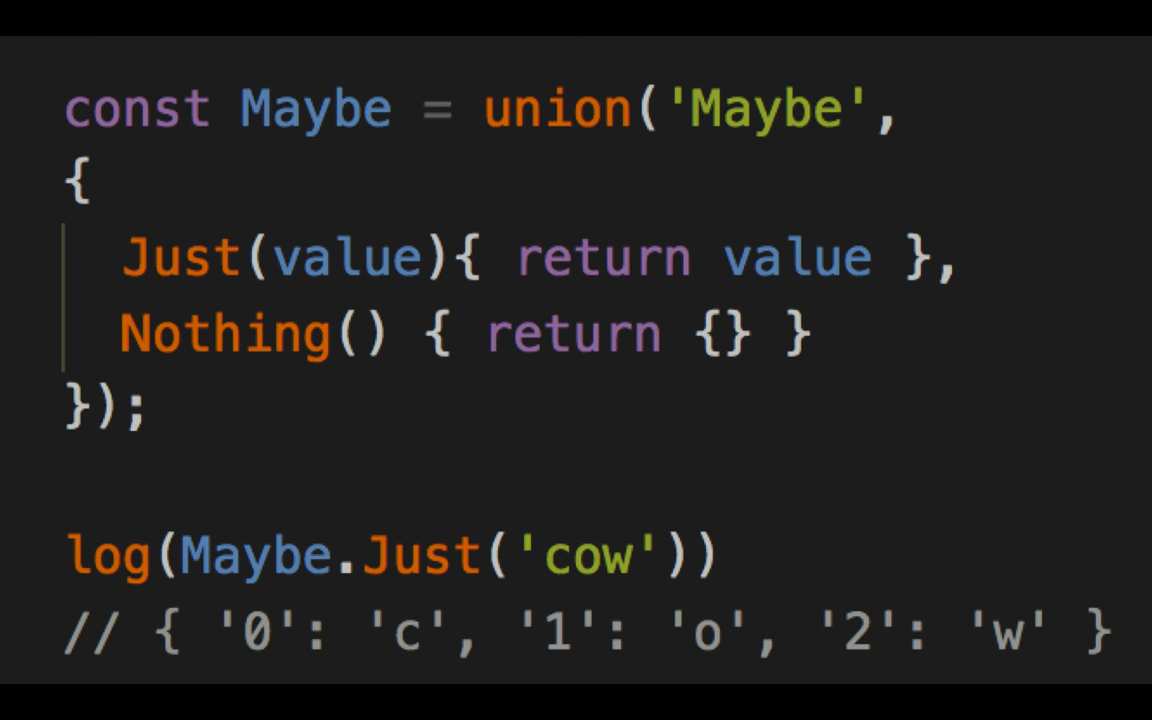 const Maybe = union('Maybe',
{
  Just(value){ return value },
  Nothing() { return {} }
});
log(Maybe.Just('cow'))
// { '0': 'c', '1': 'o', '2': 'w' }